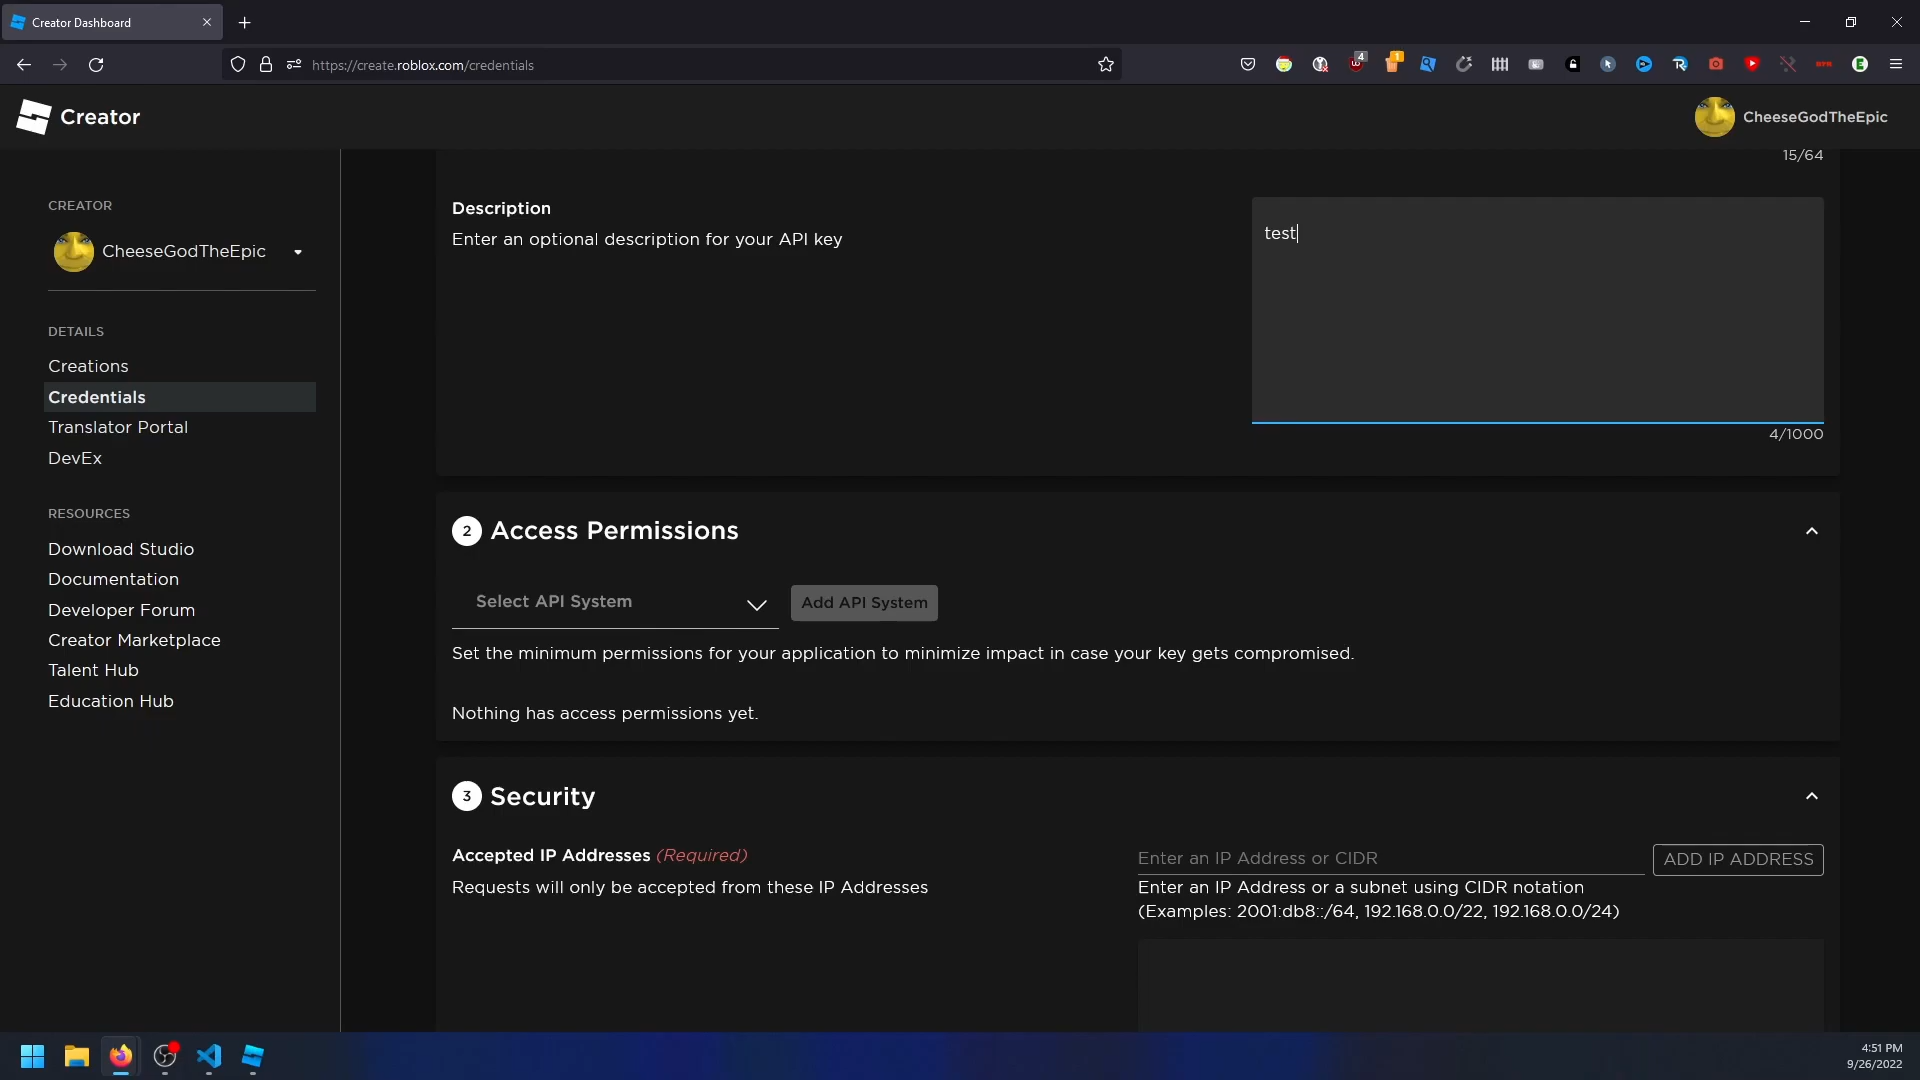 Creator Dashboard
https://create.roblox.com/credentials
4
1
Creator
CheeseGodTheEpic
CREATOR
CheeseGodTheEpic
DETAILS
Creations
Credentials
Translator Portal
DevEx
RESOURCES
Download Studio
Documentation
Developer Forum
Creator Marketplace
Talent Hub
Education Hub
15/64
Description
Enter an optional description for your API key
test
4/1000
2 Access Permissions
Select API System
Add API System
Set the minimum permissions for your application to minimize impact in case your key gets compromised.
Nothing has access permissions yet.
3 Security
Accepted IP Addresses (Required)
Requests will only be accepted from these IP Addresses
Enter an IP Address or CIDR
ADD IP ADDRESS
Enter an IP Address or a subnet using CIDR notation
(Examples: 2001:db8::/64, 192.168.0.0/22, 192.168.0.0/24)
4:51 PM
9/26/2022